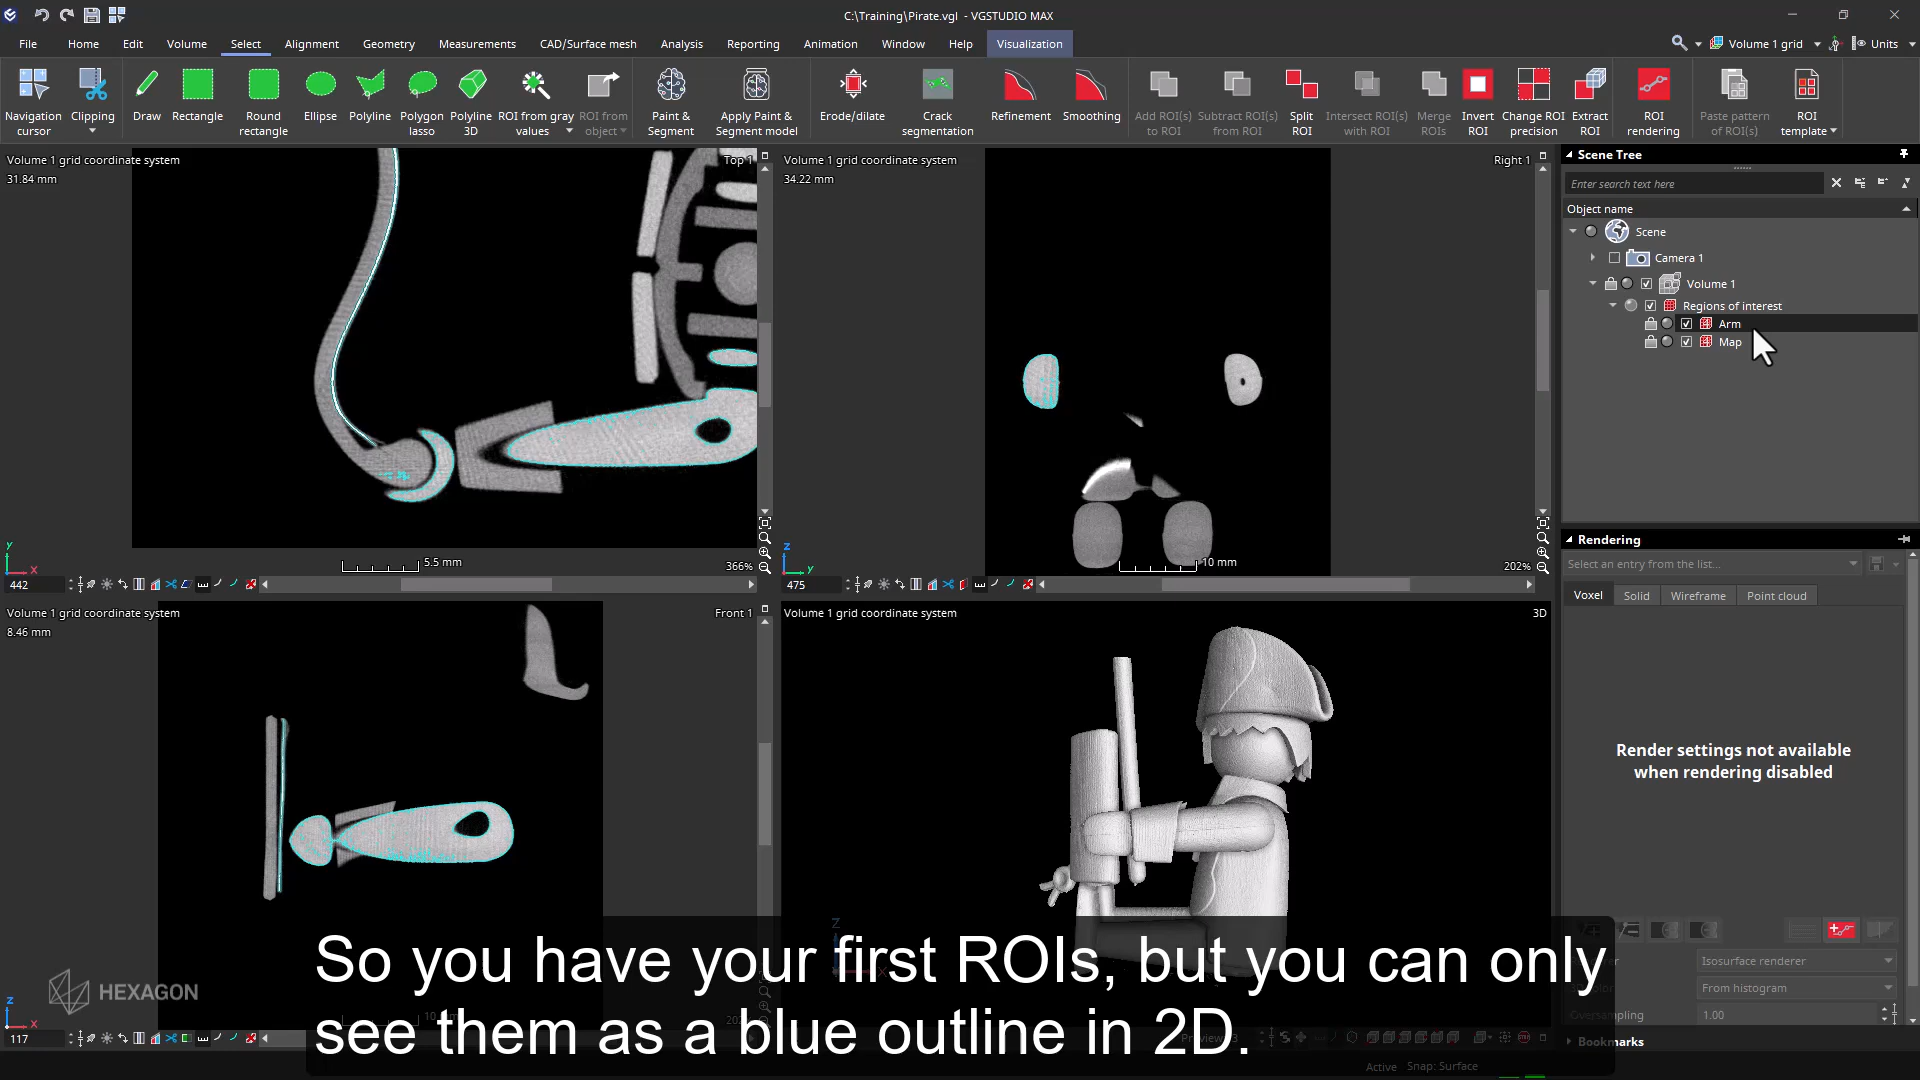 C:\Training\Pirate.vgl - VGSTUDIO MAX
File Home Edit Volume Select Alignment Geometry Measurements CAD/Surface mesh Analysis Reporting Animation Window Help Visualization Volume 1 grid Units
Navigation cursor
Clipping
Draw
Rectangle
Round rectangle
Ellipse
Polyline
Polygon lasso
Polyline 3D
ROI from gray values
ROI from object
Paint & Segment
Apply Paint & Segment model
Erode/dilate
Crack segmentation
Refinement
Smoothing
Add ROI(s) to ROI
Subtract ROI(s) from ROI
Split ROI
Intersect ROI(s) with ROI
Merge ROIs
Invert ROI
Change ROI precision
Extract ROI
ROI rendering
Paste pattern of ROI(s)
ROI template
Volume 1 grid coordinate system
Top 1
31.84 mm
5.5 mm
366%
442
Volume 1 grid coordinate system
Right 1
34.22 mm
10 mm
202%
475
Volume 1 grid coordinate system
Front 1
8.46 mm
117
Volume 1 grid coordinate system
3D
Scene Tree
Enter search text here
Object name
Scene
Camera 1
Volume 1
Regions of interest
Arm
Map
Rendering
Select an entry from the list...
Voxel Solid Wireframe Point cloud
Render settings not available
when rendering disabled
Isosurface renderer
From histogram
Oversampling 1.00
Bookmarks
HEXAGON
So you have your first ROIs, but you can only
see them as a blue outline in 2D.
Active Snap: Surface